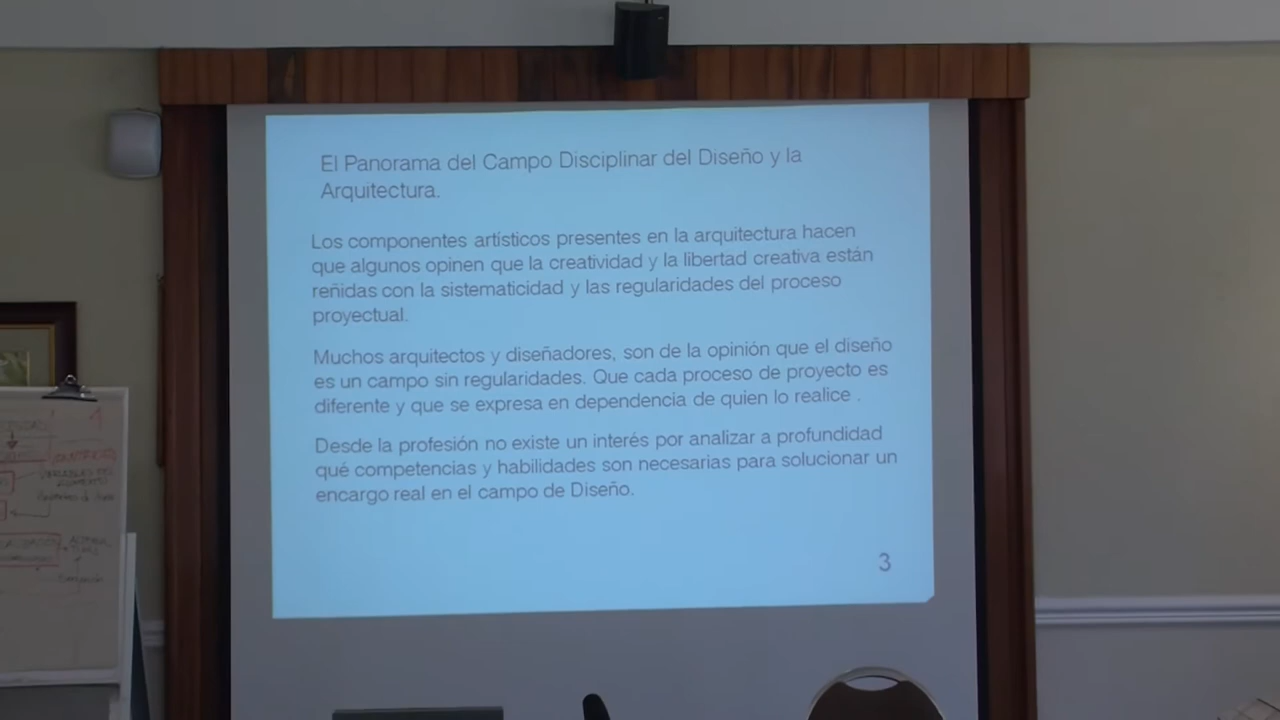 El Panorama del Campo Disciplinar del Diseño y la
Arquitectura.
Los componentes artísticos presentes en la arquitectura hacen
que algunos opinen que la creatividad y la libertad creativa están
reñidas con la sistematicidad y las regularidades del proceso
proyectual.
Muchos arquitectos y diseñadores, son de la opinión que el diseño
es un campo sin regularidades. Que cada proceso de proyecto es
diferente y que se expresa en dependencia de quien lo realice .
Desde la profesión no existe un interés por analizar a profundidad
qué competencias y habilidades son necesarias para solucionar un
encargo real en el campo de Diseño.
3